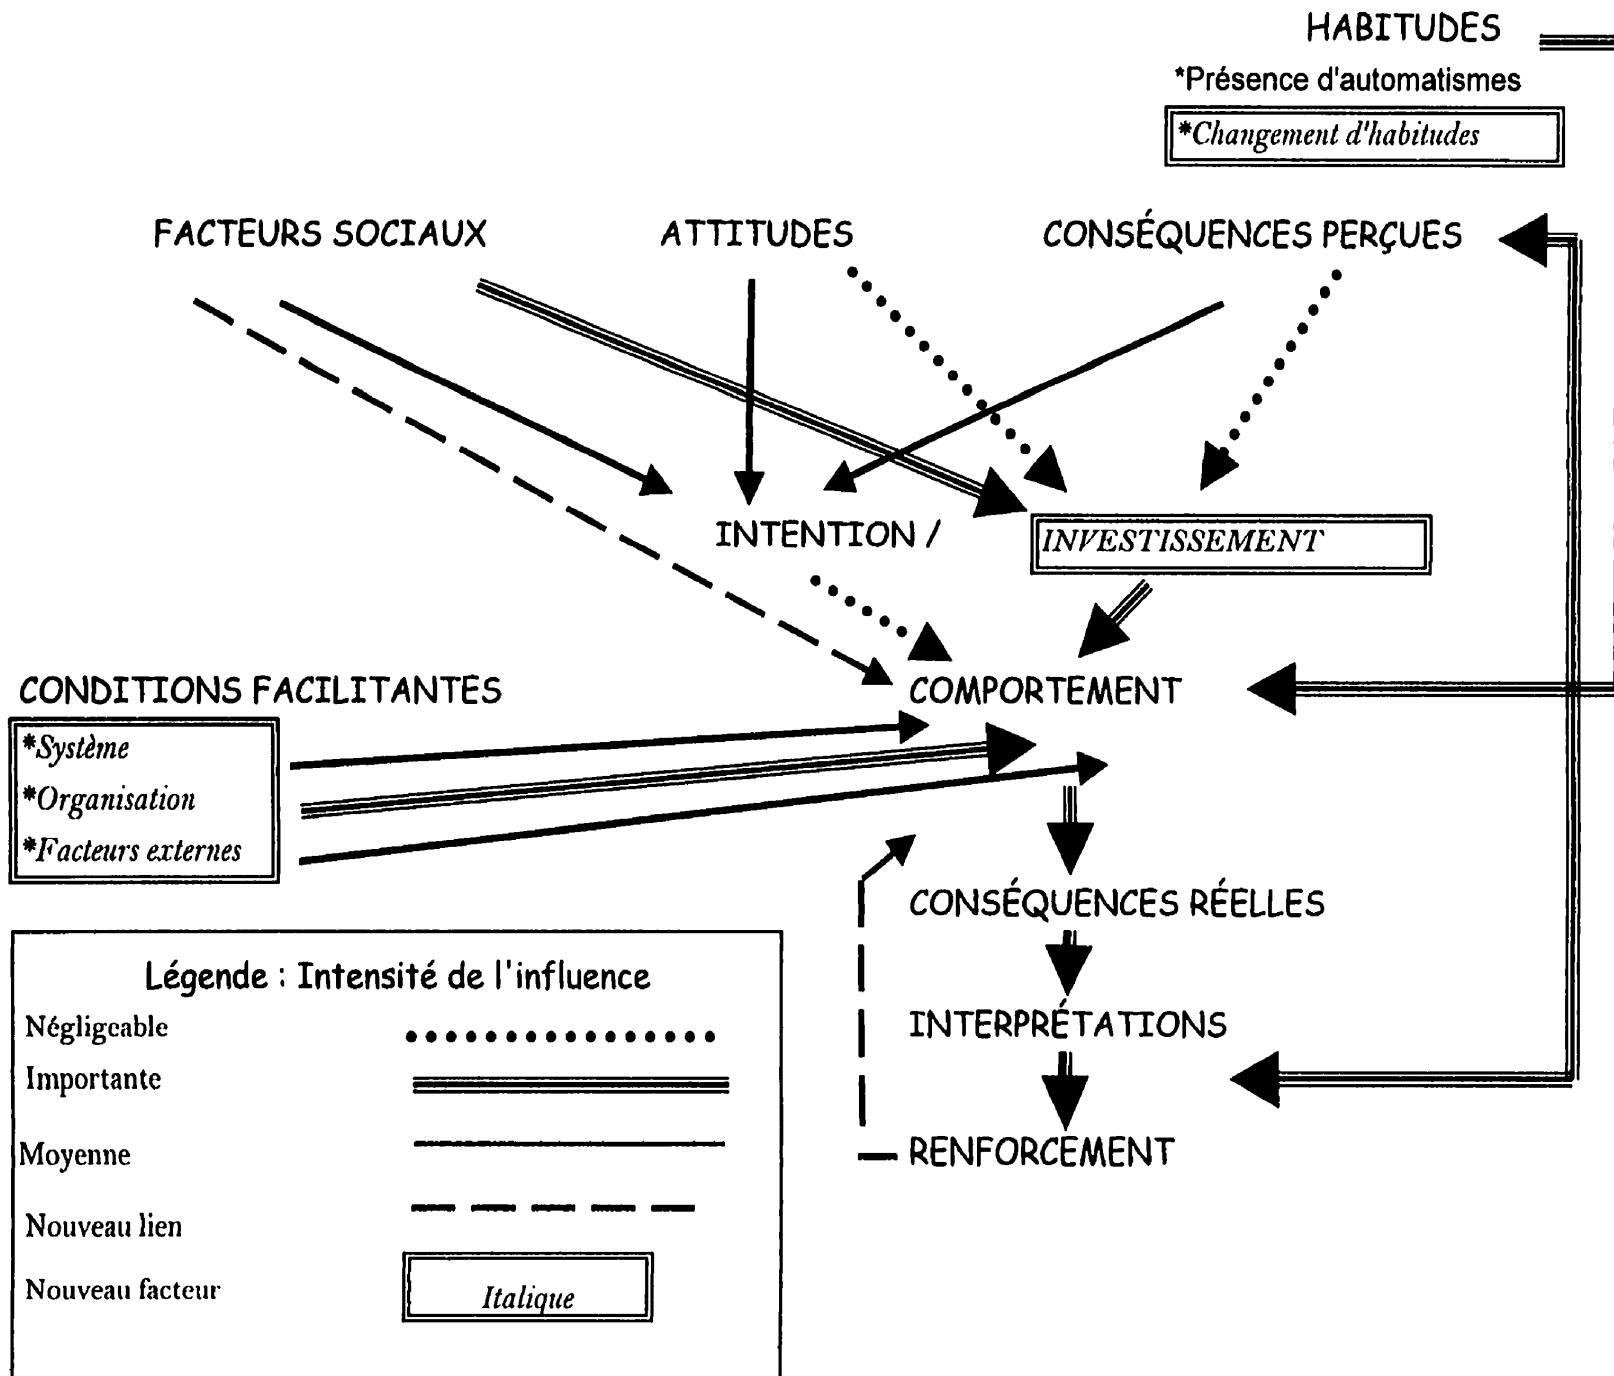 HABITUDES
*Présence d'automatismes
*Changement d'habitudes
FACTEURS SOCIAUX
ATTITUDES
CONSÉQUENCES PERÇUES
INTENTION /
INVESTISSEMENT
CONDITIONS FACILITANTES
COMPORTEMENT
*Système
*Organisation
*Facteurs externes
CONSÉQUENCES RÉELLES
INTERPRÉTATIONS
RENFORCEMENT
Légende : Intensité de l'influence
Négligeable
Importante
Moyenne
Nouveau lien
Nouveau facteur
Italique